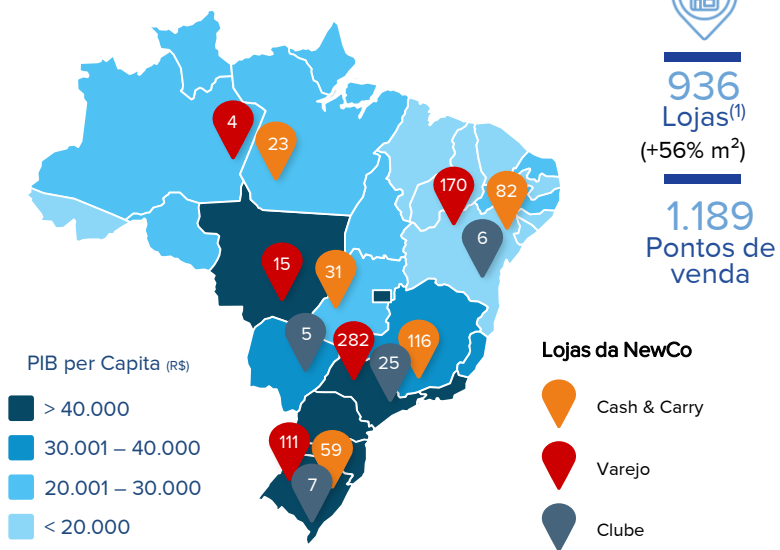 4
23
170
82
6
15
31
5
282
116
25
111
59
7
PIB per Capita (R$)
> 40.000
30.001 – 40.000
20.001 – 30.000
< 20.000
936
Lojas(1)
(+56% m²)
1.189
Pontos de
venda
Lojas da NewCo
Cash & Carry
Varejo
Clube